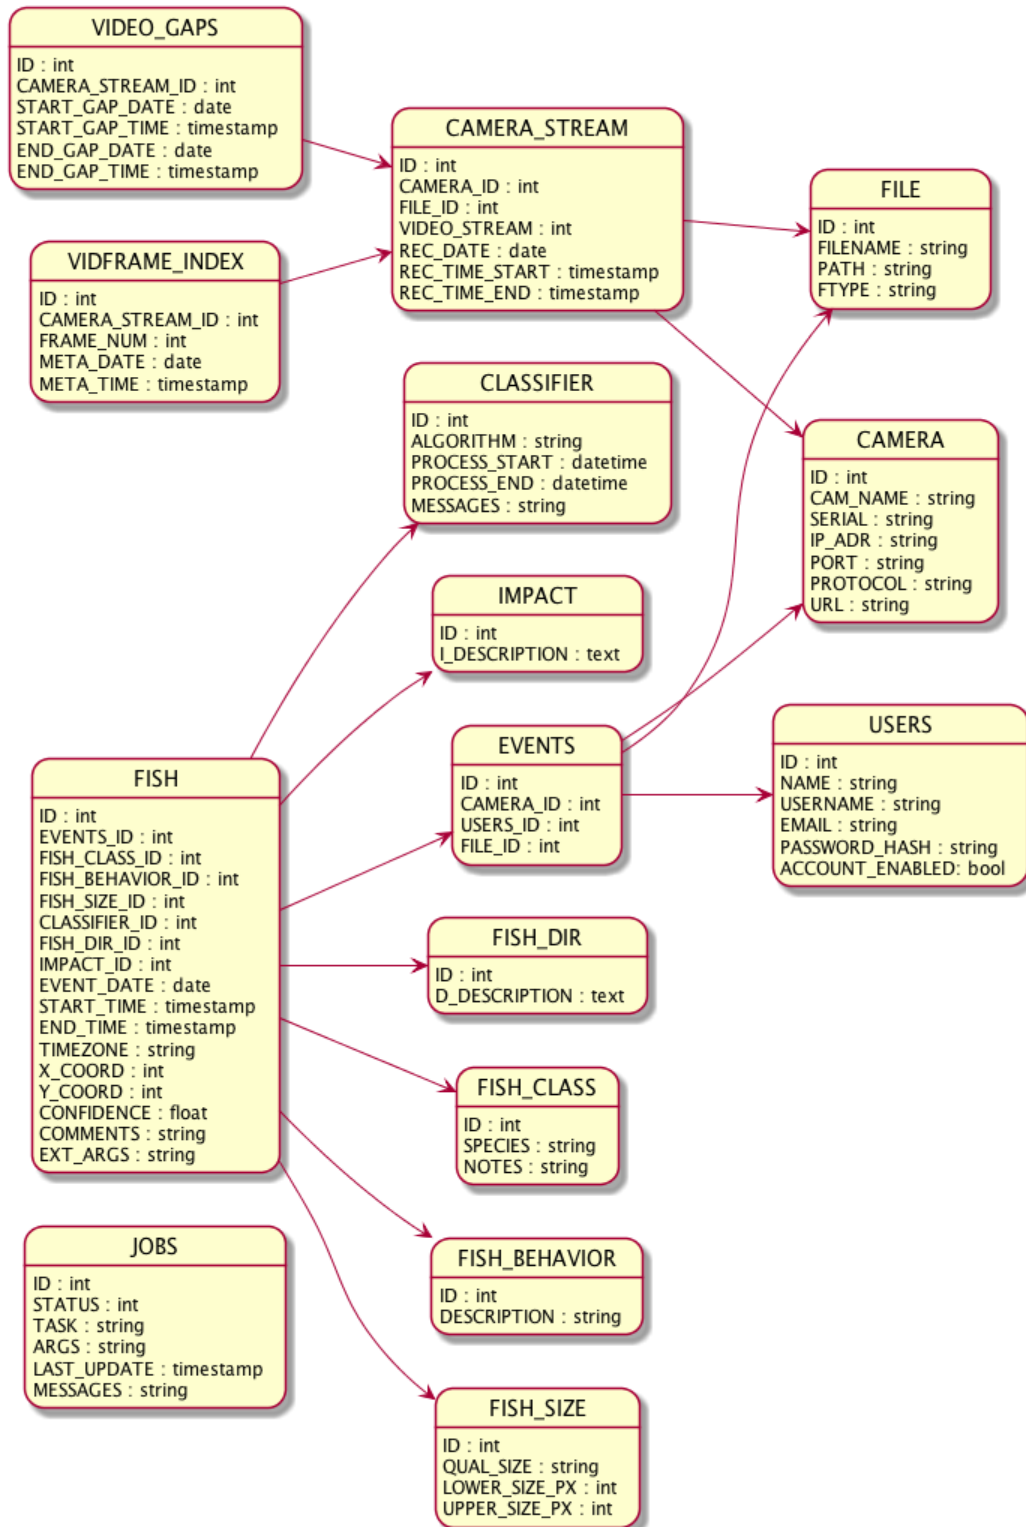 VIDEO_GAPS
ID : int
CAMERA_STREAM_ID : int
START_GAP_DATE : date
START_GAP_TIME : timestamp
END_GAP_DATE : date
END_GAP_TIME : timestamp
CAMERA_STREAM
ID : int
CAMERA_ID : int
FILE_ID : int
VIDEO_STREAM : int
REC_DATE : date
REC_TIME_START : timestamp
REC_TIME_END : timestamp
FILE
ID : int
FILENAME : string
PATH : string
FTYPE : string
VIDFRAME_INDEX
ID : int
CAMERA_STREAM_ID : int
FRAME_NUM : int
META_DATE : date
META_TIME : timestamp
CLASSIFIER
ID : int
ALGORITHM : string
PROCESS_START : datetime
PROCESS_END : datetime
MESSAGES : string
CAMERA
ID : int
CAM_NAME : string
SERIAL : string
IP_ADR : string
PORT : string
PROTOCOL : string
URL : string
IMPACT
ID : int
I_DESCRIPTION : text
EVENTS
ID : int
CAMERA_ID : int
USERS_ID : int
FILE_ID : int
USERS
ID : int
NAME : string
USERNAME : string
EMAIL : string
PASSWORD_HASH : string
ACCOUNT_ENABLED: bool
FISH
ID : int
EVENTS_ID : int
FISH_CLASS_ID : int
FISH_BEHAVIOR_ID : int
FISH_SIZE_ID : int
CLASSIFIER_ID : int
FISH_DIR_ID : int
IMPACT_ID : int
EVENT_DATE : date
START_TIME : timestamp
END_TIME : timestamp
TIMEZONE : string
X_COORD : int
Y_COORD : int
CONFIDENCE : float
COMMENTS : string
EXT_ARGS : string
FISH_DIR
ID : int
D_DESCRIPTION : text
FISH_CLASS
ID : int
SPECIES : string
NOTES : string
JOBS
ID : int
STATUS : int
TASK : string
ARGS : string
LAST_UPDATE : timestamp
MESSAGES : string
FISH_BEHAVIOR
ID : int
DESCRIPTION : string
FISH_SIZE
ID : int
QUAL_SIZE : string
LOWER_SIZE_PX : int
UPPER_SIZE_PX : int